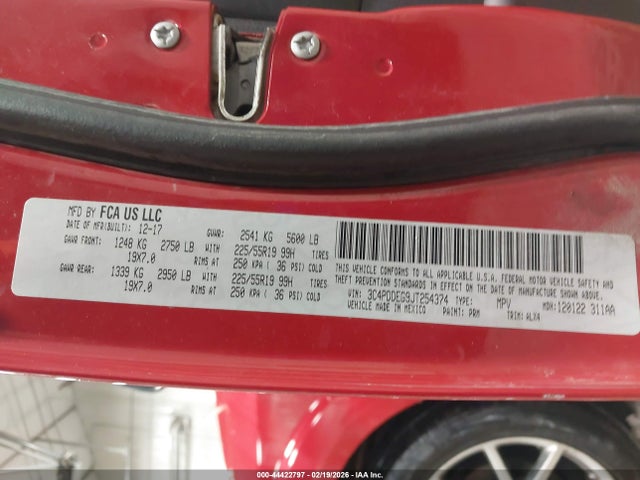 MFD BY FCA US LLC
DATE OF MFR(BUILT): 12-17 GVWR: 2541 KG 5600 LB
GAWR FRONT: 1248 KG 2750 LB WITH 225/55R19 99H TIRES
19X7.0 RIMS AT 250 KPA ( 36 PSI) COLD
GAWR REAR: 1339 KG 2950 LB WITH 225/55R19 99H TIRES
19X7.0 RIMS AT 250 KPA ( 36 PSI) COLD
THIS VEHICLE CONFORMS TO ALL APPLICABLE U.S.A. FEDERAL MOTOR VEHICLE SAFETY AND
THEFT PREVENTION STANDARDS IN EFFECT ON THE DATE OF MANUFACTURE SHOWN ABOVE.
VIN: 3C4PDDEG9JT254374 TYPE: MPV MDH: 120122 311AA
VEHICLE MADE IN MEXICO PAINT: PRM TRIM: ALX4
000-44422797 - 02/19/2026 - IAA Inc.